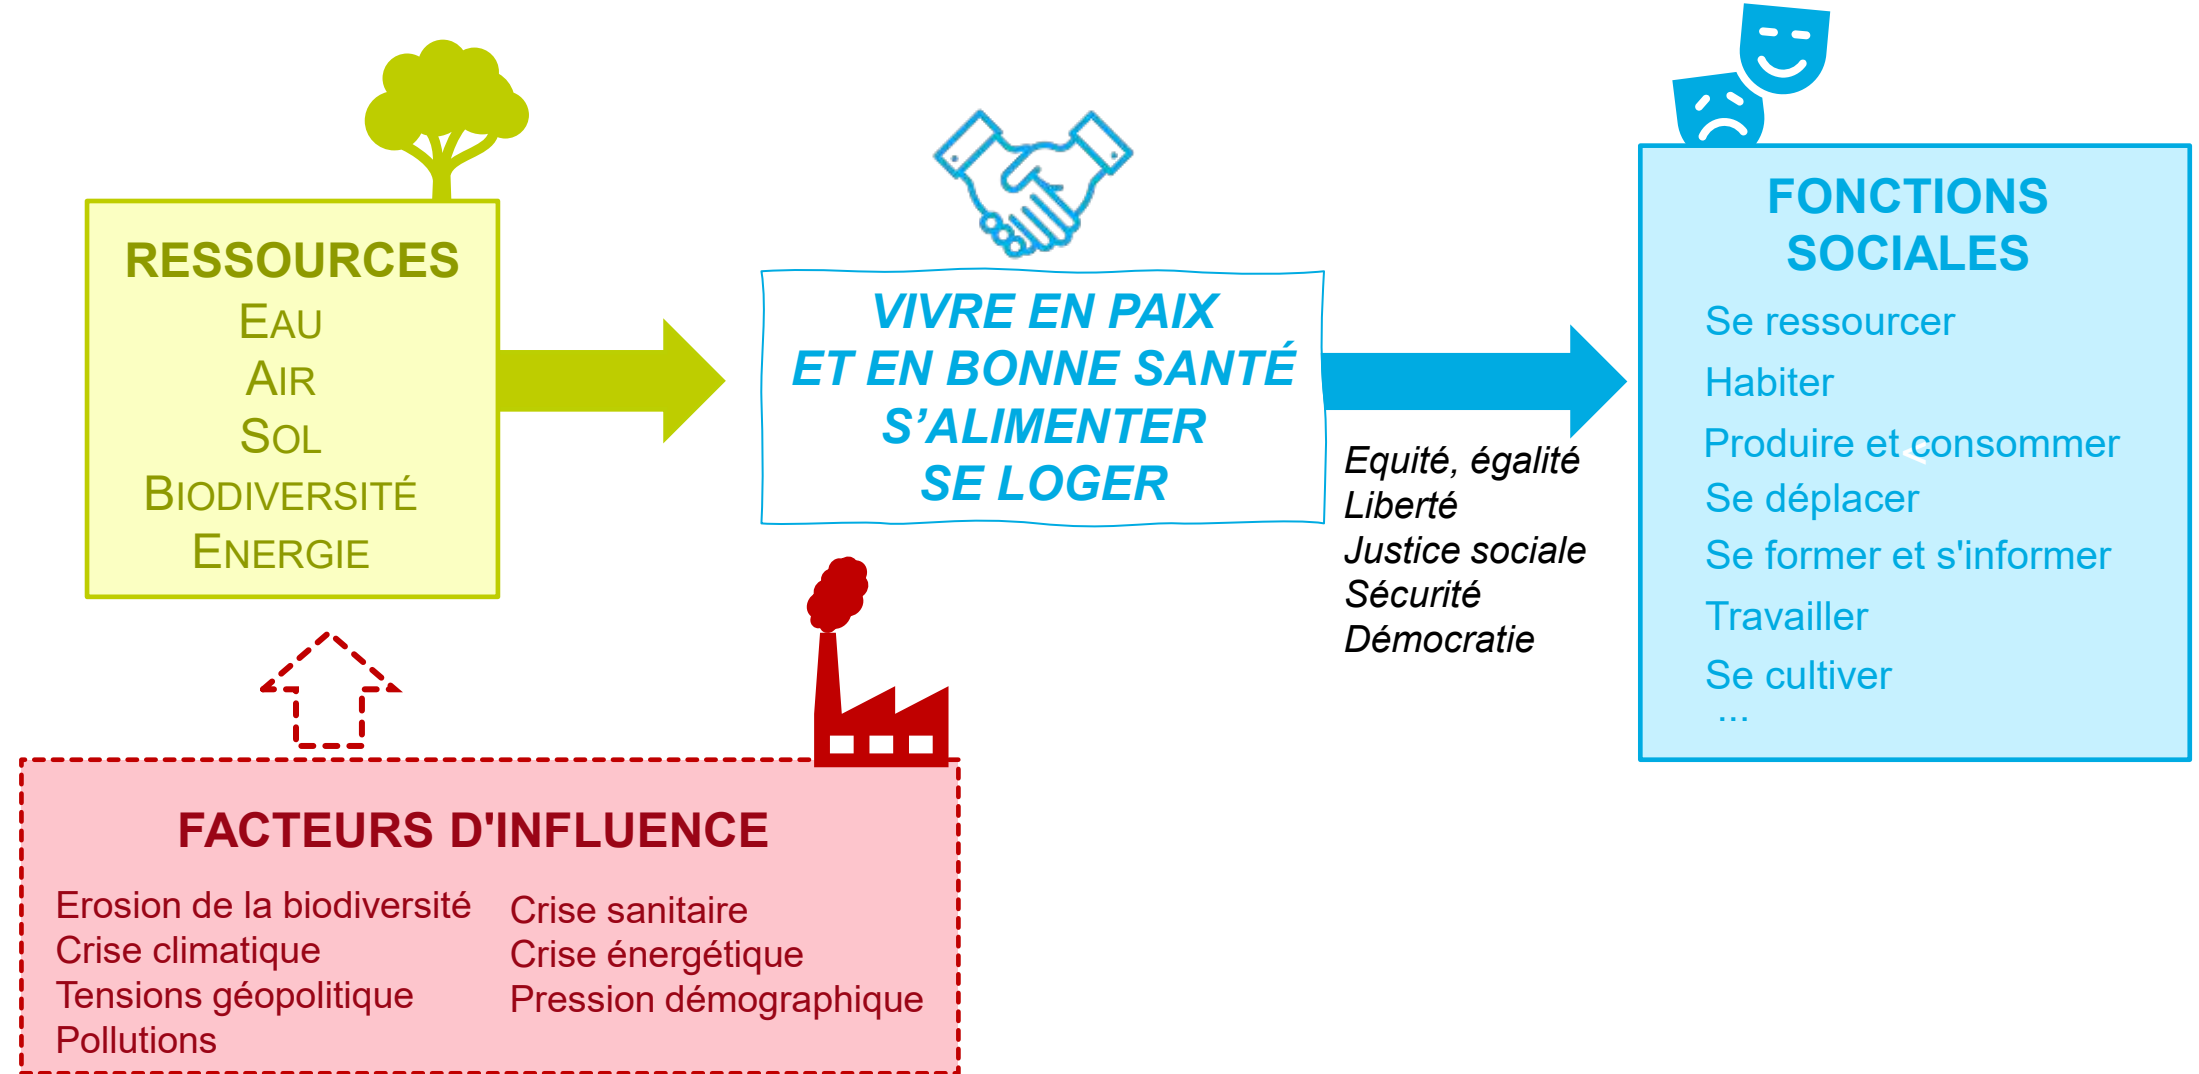 RESSOURCES
EAU
AIR
SOL
BIODIVERSITÉ
ENERGIE
VIVRE EN PAIX
ET EN BONNE SANTÉ
S’ALIMENTER
SE LOGER
Equité, égalité
Liberté
Justice sociale
Sécurité
Démocratie
FONCTIONS
SOCIALES
Se ressourcer
Habiter
Produire et consommer
Se déplacer
Se former et s'informer
Travailler
Se cultiver
...
FACTEURS D'INFLUENCE
Erosion de la biodiversité
Crise climatique
Tensions géopolitique
Pollutions
Crise sanitaire
Crise énergétique
Pression démographique